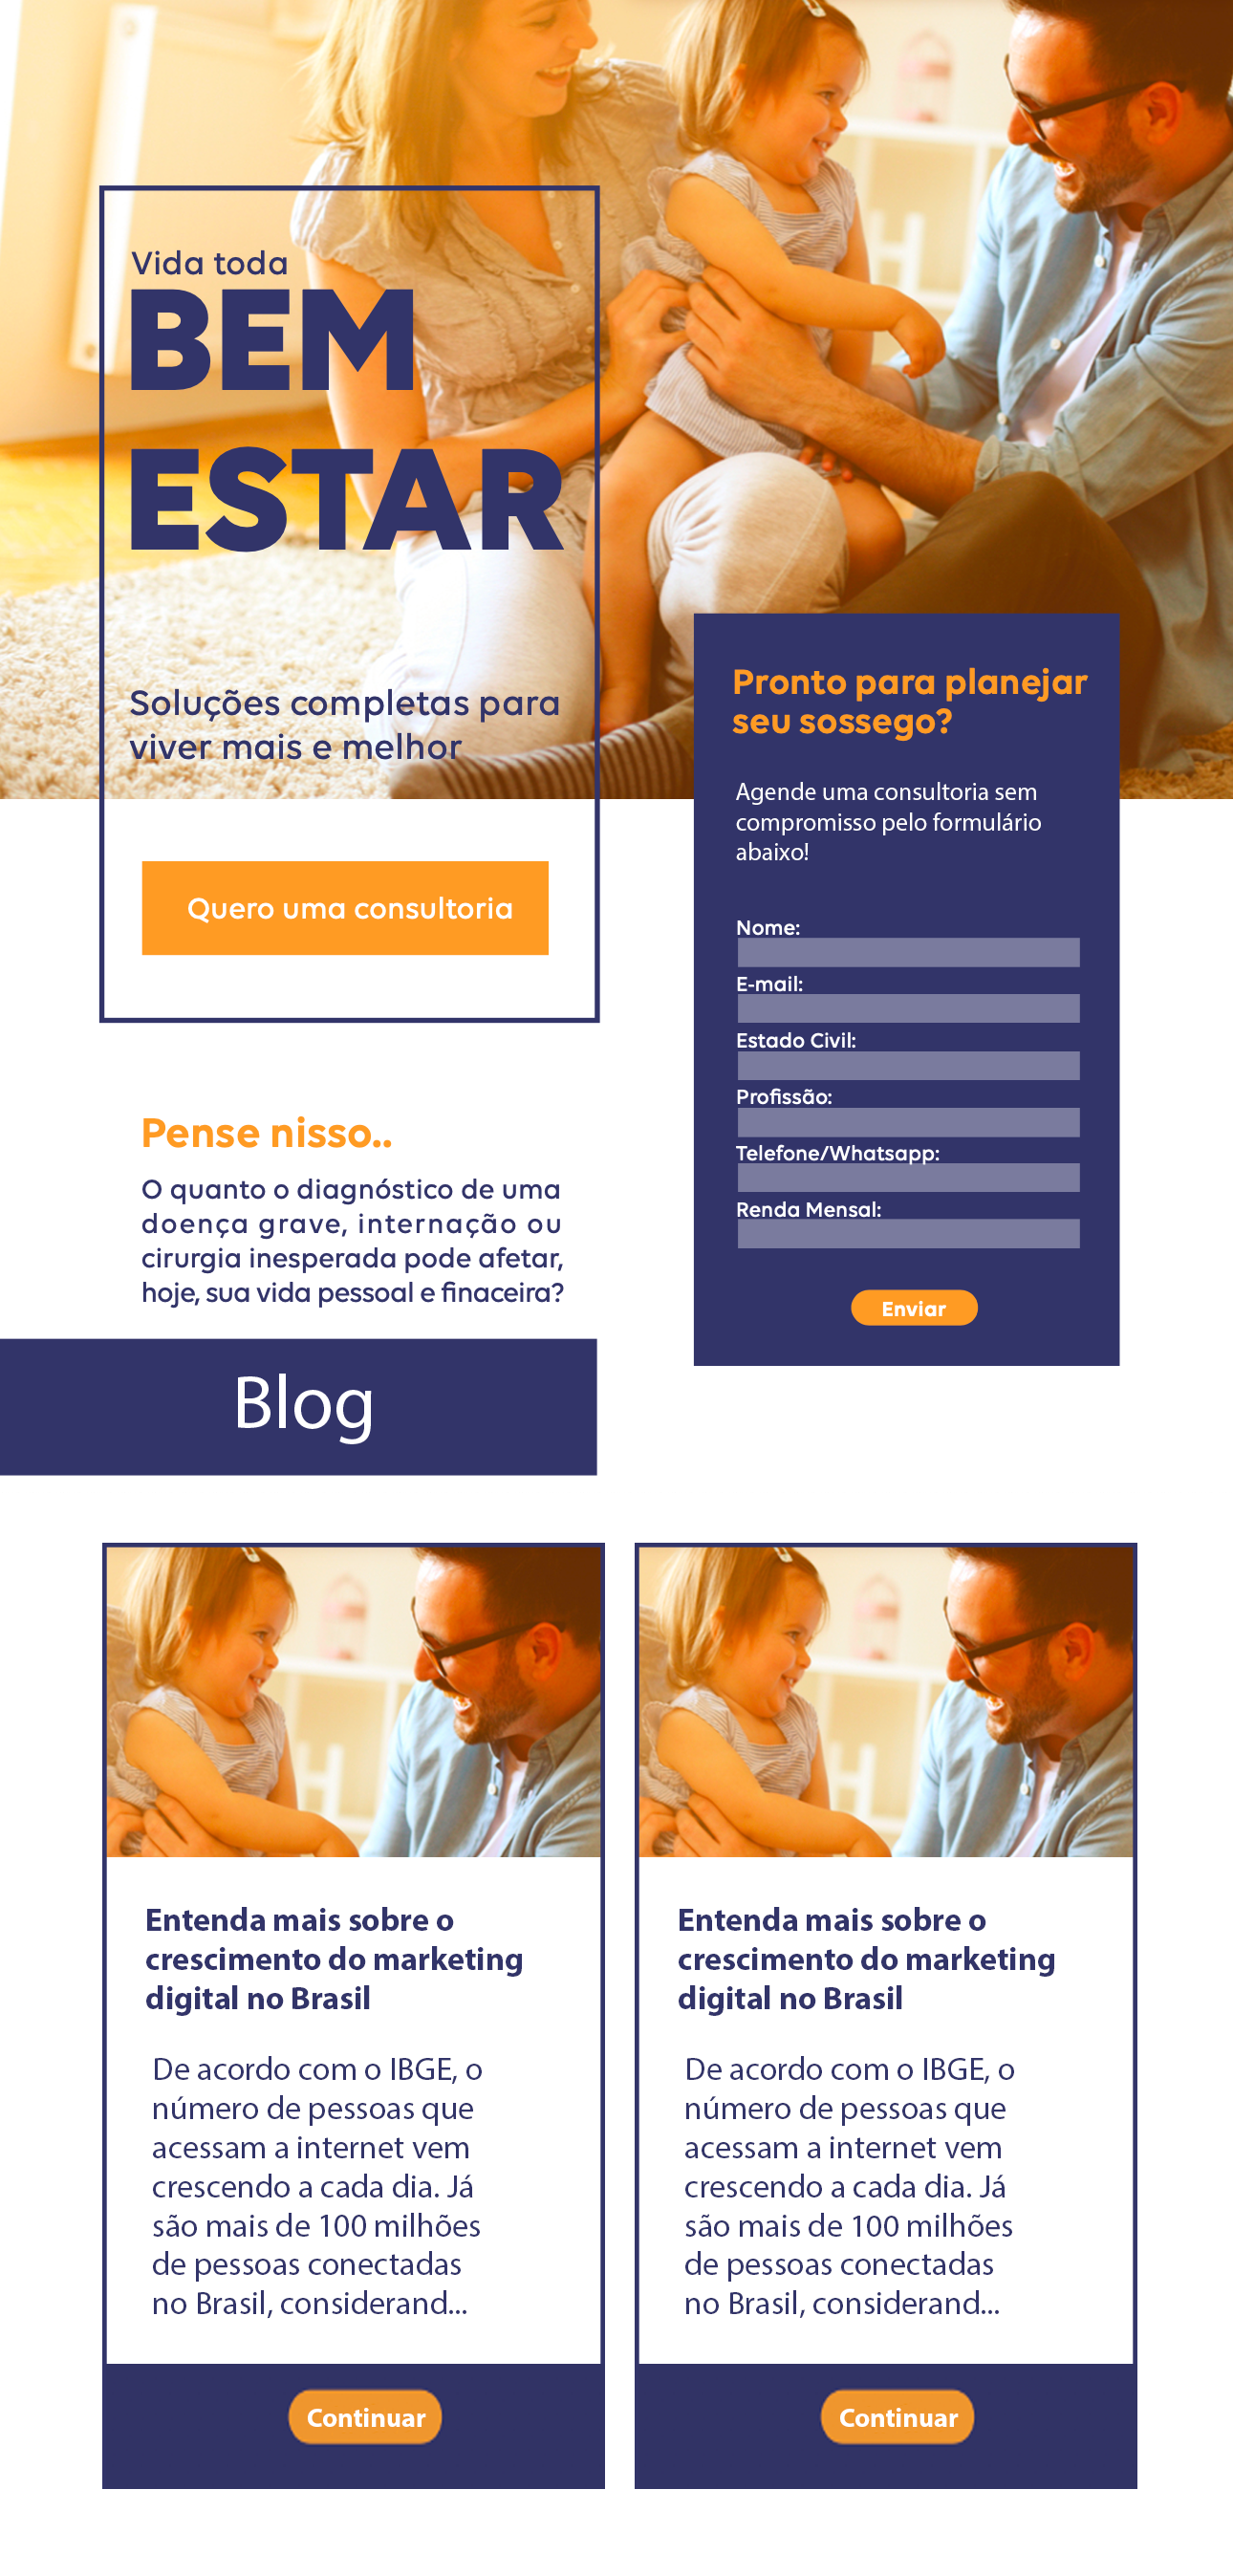 Vida toda
BEM
ESTAR
Soluções completas para
viver mais e melhor
Quero uma consultoria
Pronto para planejar
seu sossego?
Agende uma consultoria sem
compromisso pelo formulário
abaixo!
Nome:
E-mail:
Estado Civil:
Profissão:
Telefone/Whatsapp:
Renda Mensal:
Enviar
Pense nisso..
O quanto o diagnóstico de uma
doença grave, internação ou
cirurgia inesperada pode afetar,
hoje, sua vida pessoal e finaceira?
Blog
Entenda mais sobre o
crescimento do marketing
digital no Brasil
De acordo com o IBGE, o
número de pessoas que
acessam a internet vem
crescendo a cada dia. Já
são mais de 100 milhões
de pessoas conectadas
no Brasil, considerand...
Continuar
Entenda mais sobre o
crescimento do marketing
digital no Brasil
De acordo com o IBGE, o
número de pessoas que
acessam a internet vem
crescendo a cada dia. Já
são mais de 100 milhões
de pessoas conectadas
no Brasil, considerand...
Continuar